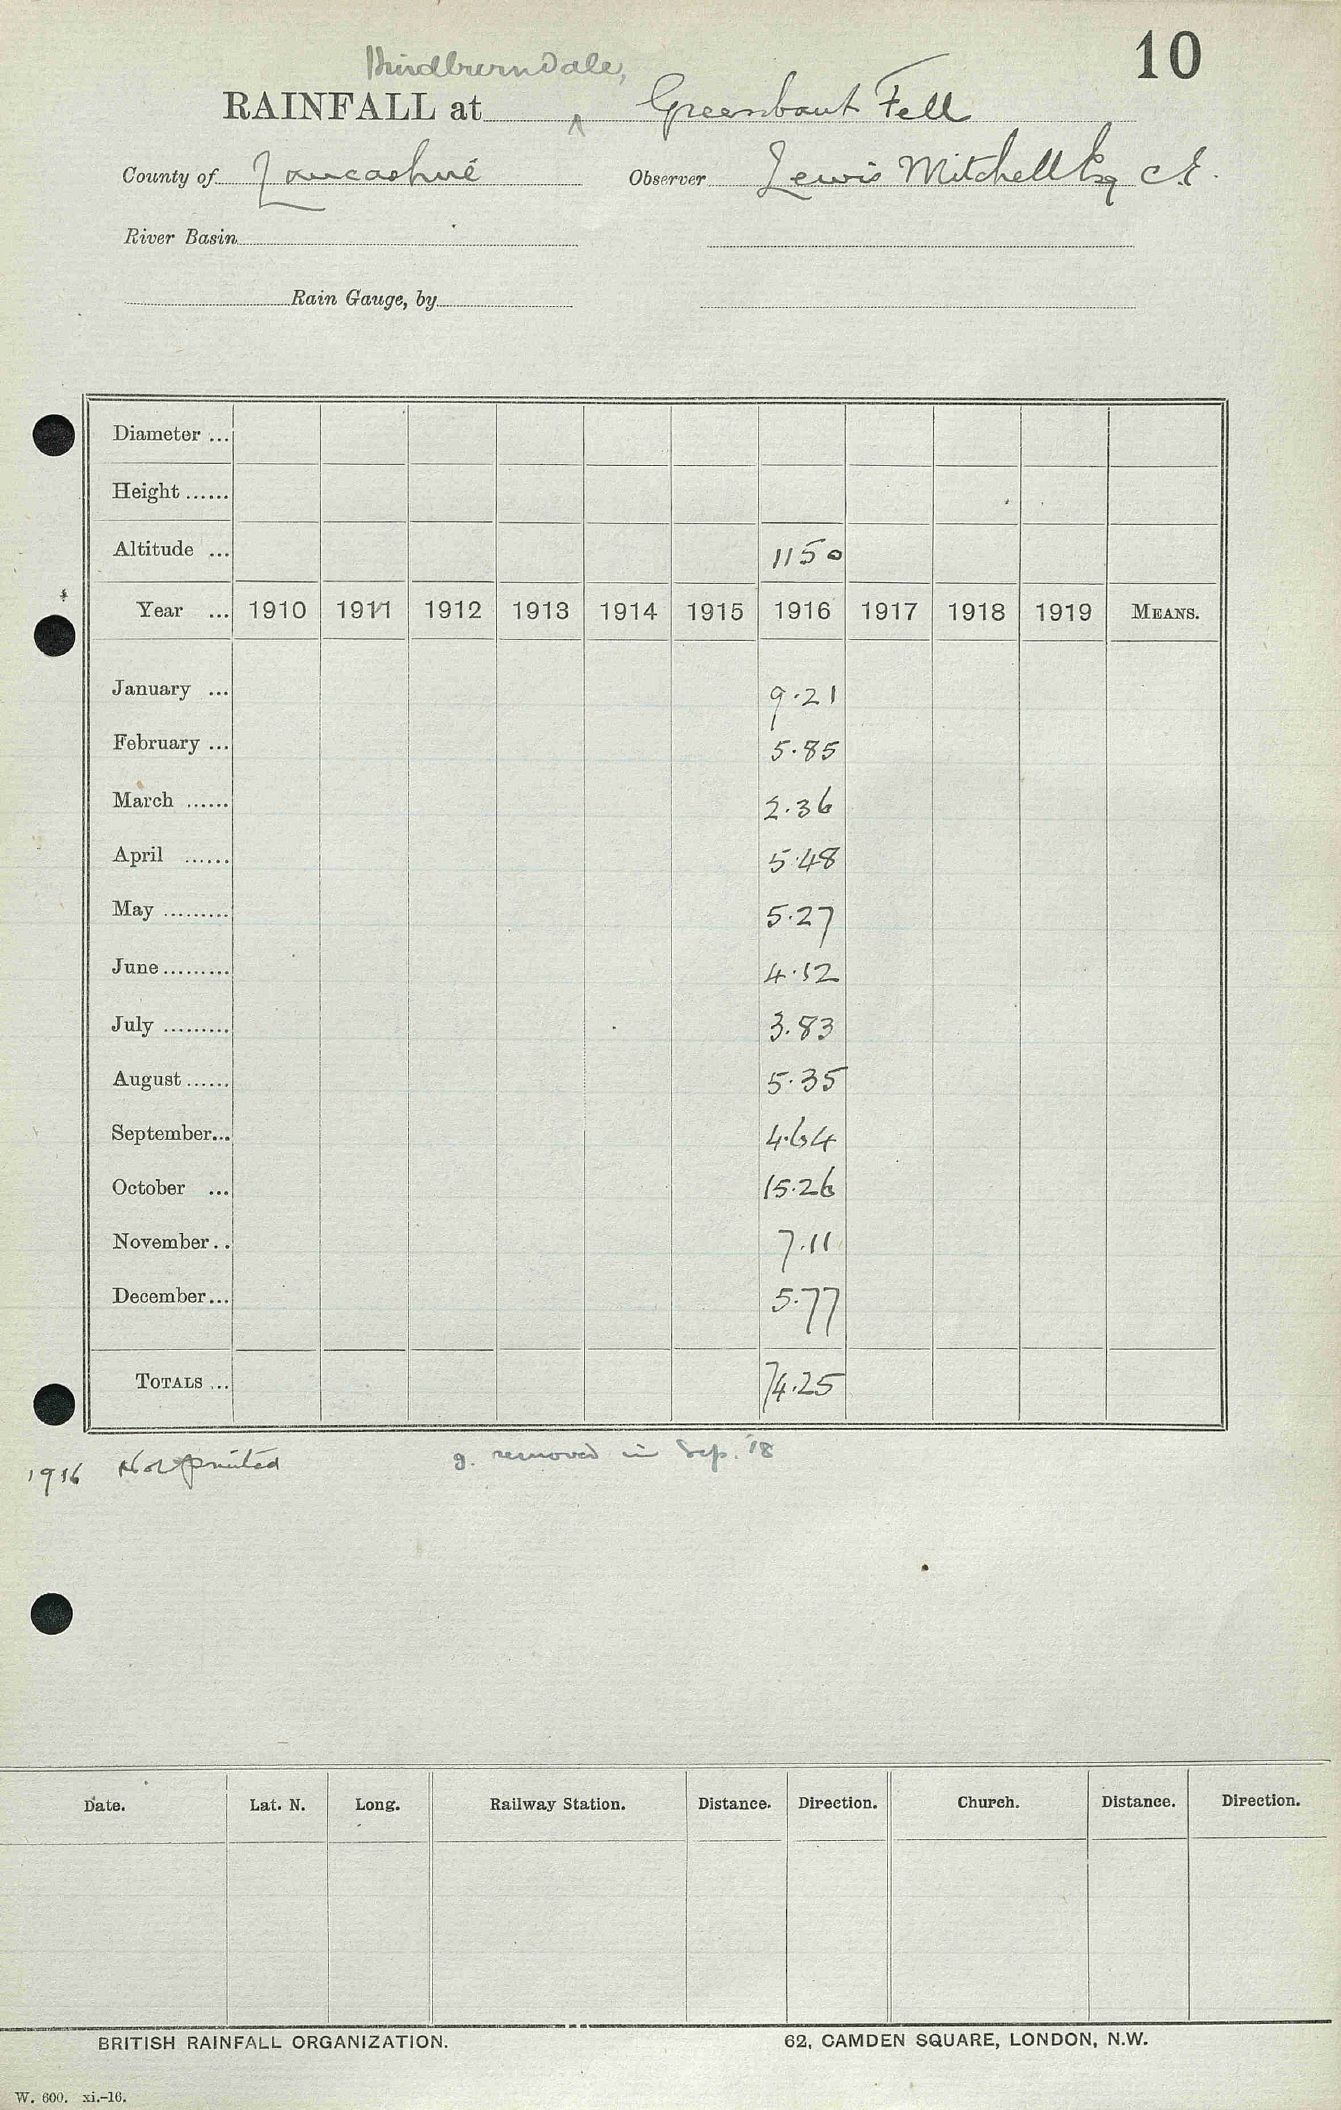 10
Hindburndale,
RAINFALL at Greenbank Fell
County of Lancashire Observer Lewis Mitchell Esq C.E.
River Basin
Rain Gauge, by
Diameter ...
Height ......
Altitude ... 1150
Year ... 1910 1911 1912 1913 1914 1915 1916 1917 1918 1919 MEANS.
January ... 9.21
February ... 5.85
March ...... 2.36
April ...... 5.48
May ......... 5.27
June ......... 4.12
July ......... 3.83
August ...... 5.35
September... 4.64
October ... 15.26
November .. 7.11
December... 5.77
TOTALS ... 74.25
1916 Not printed g. removed in Sep. '18
Date. Lat. N. Long. Railway Station. Distance. Direction. Church. Distance. Direction.
BRITISH RAINFALL ORGANIZATION. 62, CAMDEN SQUARE, LONDON, N.W.
W. 600. xi.-16.